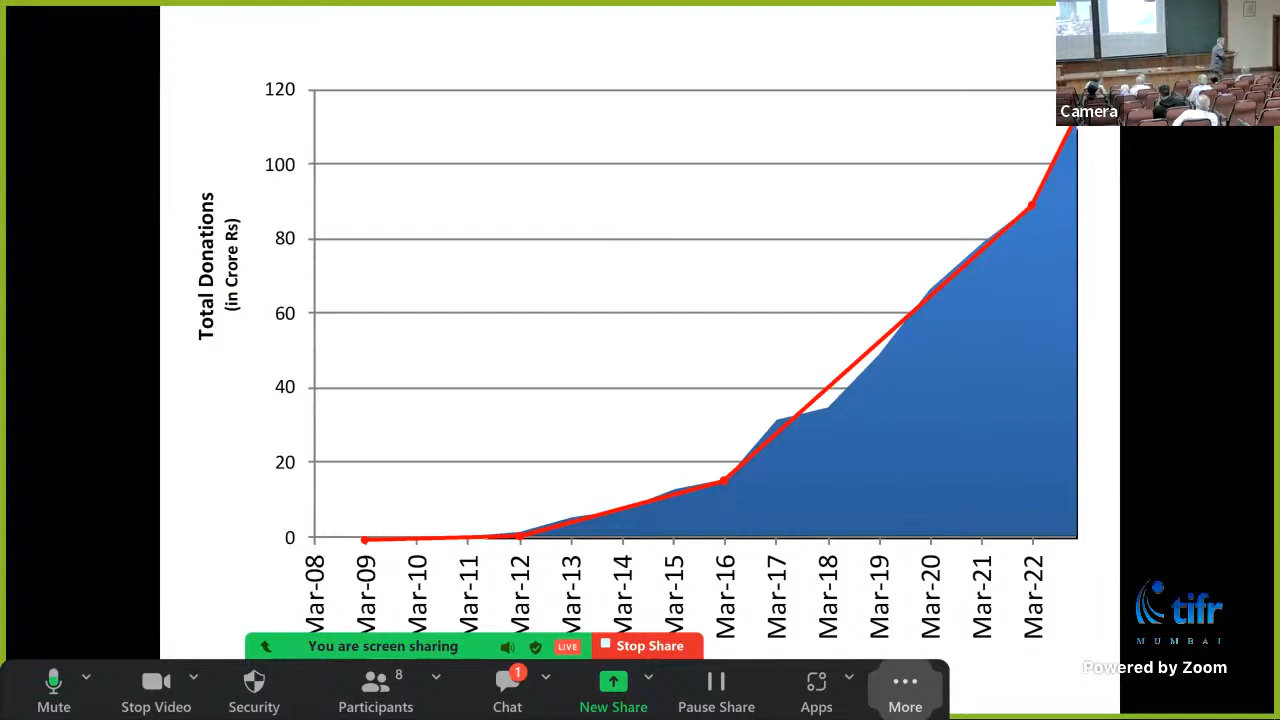 Camera
Total Donations
(in Crore Rs)
120
100
80
60
40
20
0
Mar-08
Mar-09
Mar-10
Mar-11
Mar-12
Mar-13
Mar-14
Mar-15
Mar-16
Mar-17
Mar-18
Mar-19
Mar-20
Mar-21
Mar-22
tifr
MUMBAI
Powered by Zoom
You are screen sharing
LIVE
Stop Share
Mute
Stop Video
Security
8
Participants
1
Chat
New Share
Pause Share
Apps
More